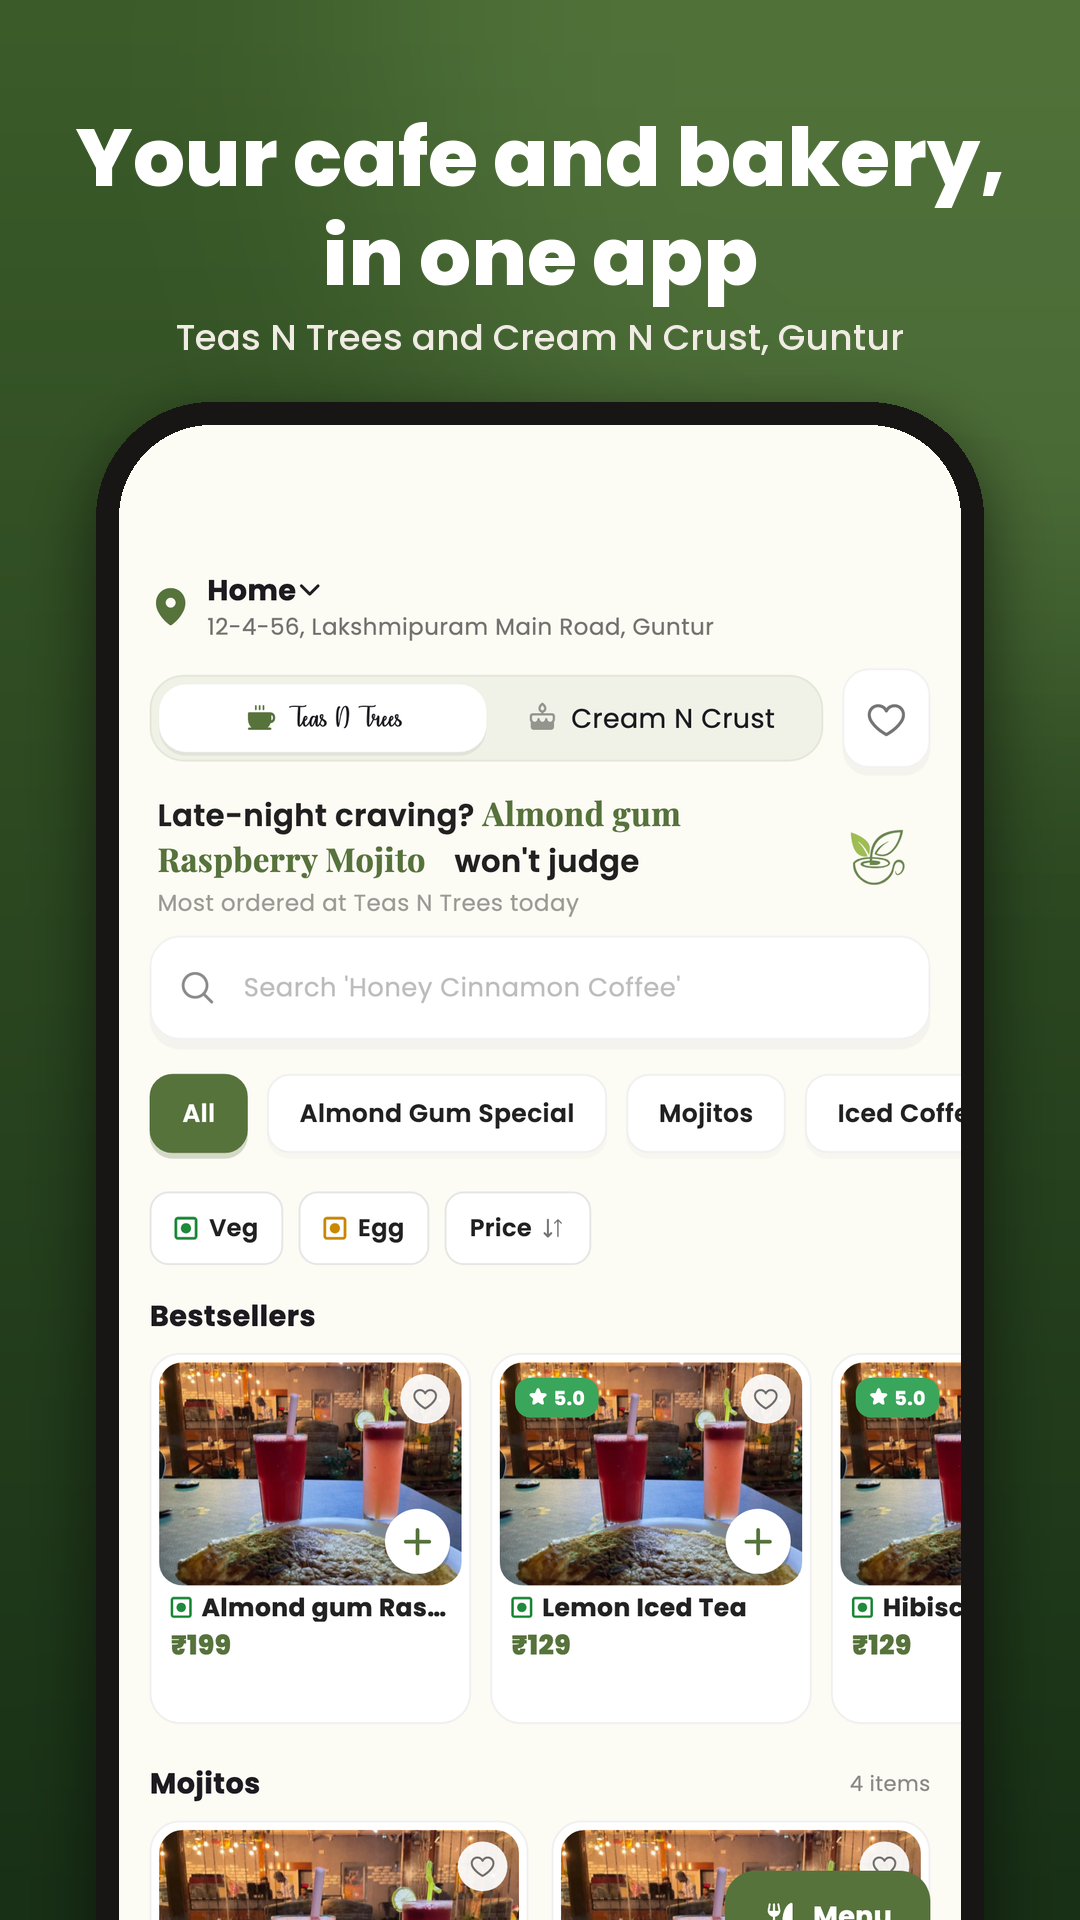 Your cafe and bakery,
in one app
Teas N Trees and Cream N Crust, Guntur
Home
12-4-56, Lakshmipuram Main Road, Guntur
Teas N Trees
Cream N Crust
Late-night craving? Almond gum
Raspberry Mojito won't judge
Most ordered at Teas N Trees today
Search 'Honey Cinnamon Coffee'
All
Almond Gum Special
Mojitos
Iced Coffe
Veg
Egg
Price
Bestsellers
5.0
5.0
Almond gum Ras...
Lemon Iced Tea
Hibisc
₹199
₹129
₹129
Mojitos
4 items
Menu